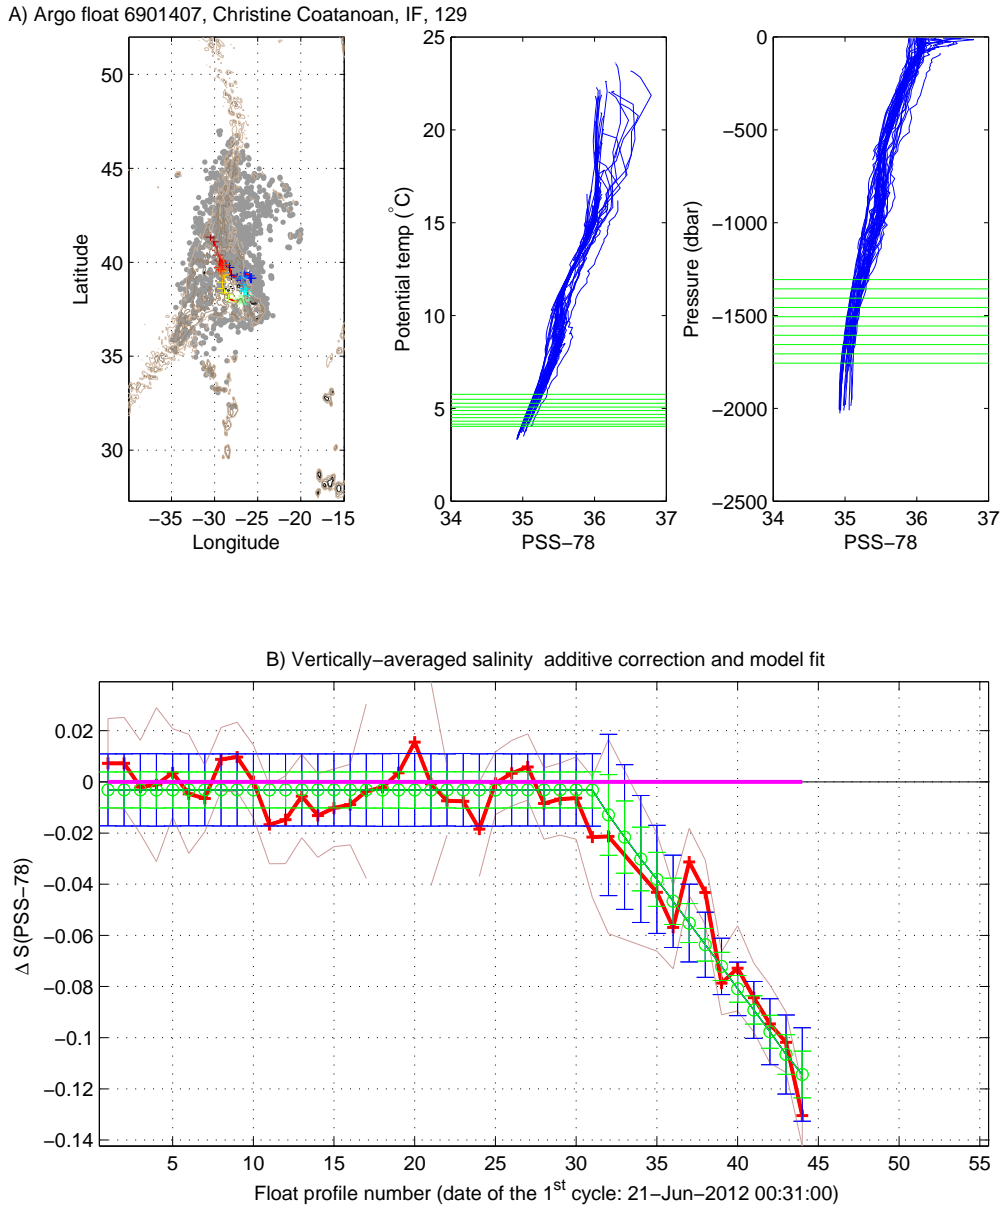 A) Argo float 6901407, Christine Coatanoan, IF, 129
50
45
40
35
30
−35 −30 −25 −20 −15
Latitude
Longitude
25
20
15
10
5
0
34 35 36 37
Potential temp (°C)
PSS−78
0
−500
−1000
−1500
−2000
−2500
34 35 36 37
Pressure (dbar)
PSS−78
B) Vertically−averaged salinity additive correction and model fit
0.02
0
−0.02
−0.04
−0.06
−0.08
−0.1
−0.12
−0.14
Δ S(PSS−78)
5 10 15 20 25 30 35 40 45 50 55
Float profile number (date of the 1st cycle: 21−Jun−2012 00:31:00)